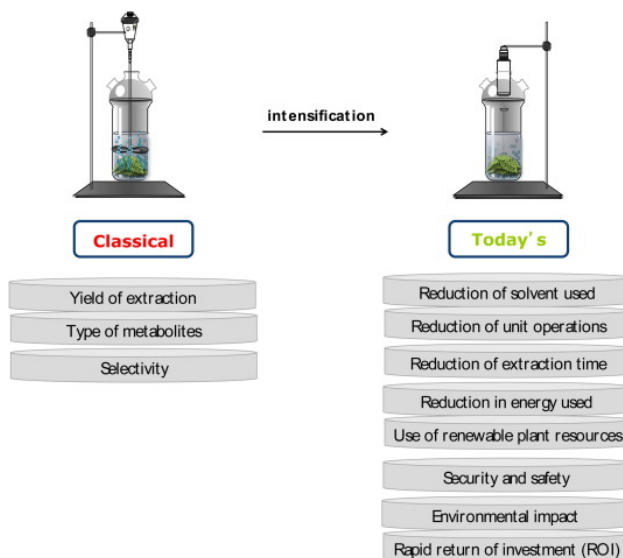 intensification
Classical
Today's
Yield of extraction
Type of metabolites
Selectivity
Reduction of solvent used
Reduction of unit operations
Reduction of extraction time
Reduction in energy used
Use of renewable plant resources
Security and safety
Environmental impact
Rapid return of investment (ROI)